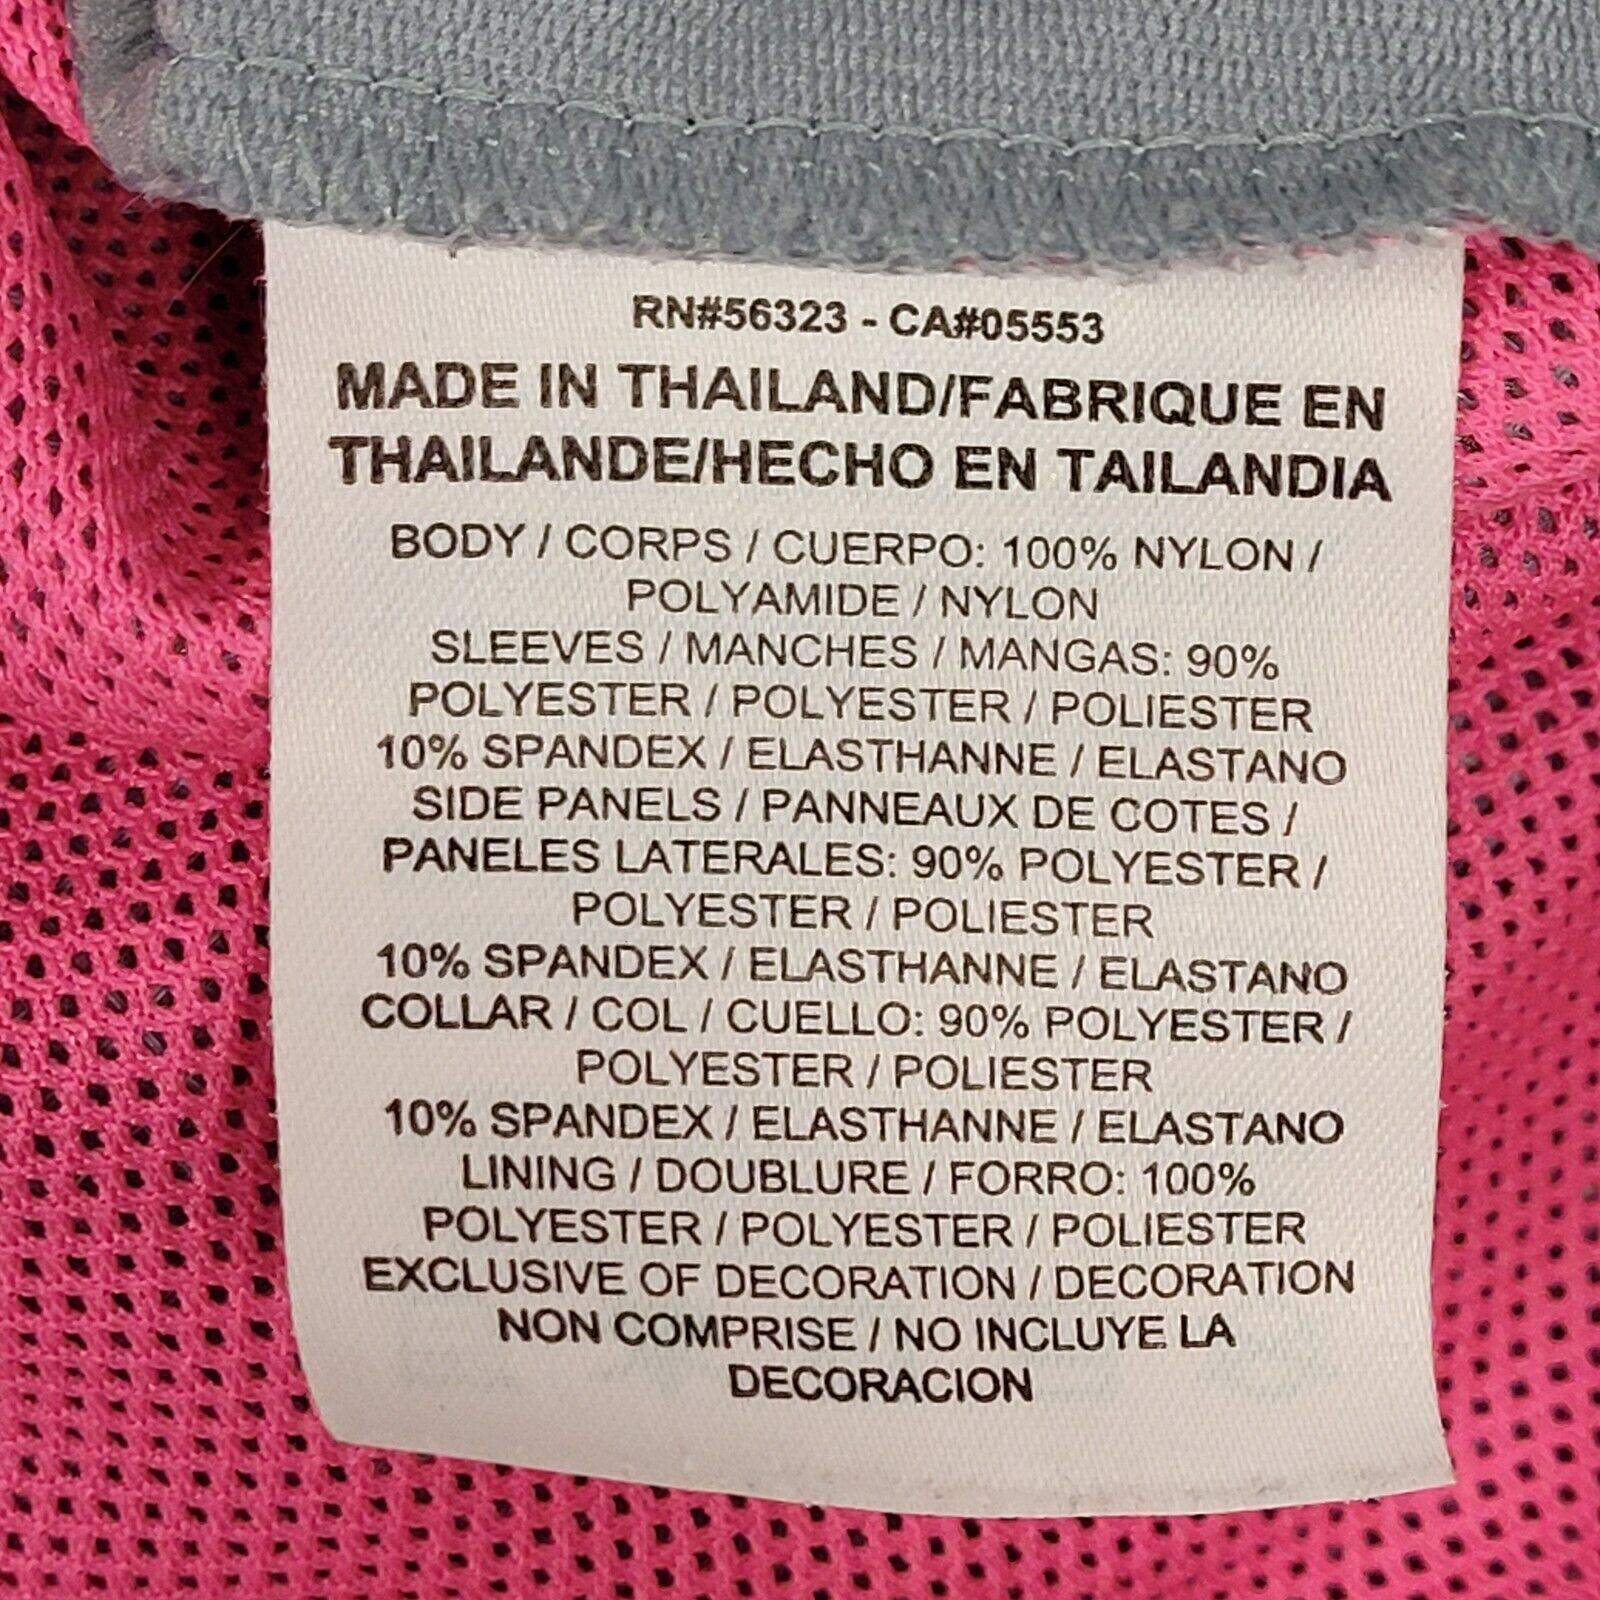 RN#56323 - CA#05553
MADE IN THAILAND/FABRIQUE EN
THAILANDE/HECHO EN TAILANDIA
BODY / CORPS / CUERPO: 100% NYLON /
POLYAMIDE / NYLON
SLEEVES / MANCHES / MANGAS: 90%
POLYESTER / POLYESTER / POLIESTER
10% SPANDEX / ELASTHANNE / ELASTANO
SIDE PANELS / PANNEAUX DE COTES /
PANELES LATERALES: 90% POLYESTER /
POLYESTER / POLIESTER
10% SPANDEX / ELASTHANNE / ELASTANO
COLLAR / COL / CUELLO: 90% POLYESTER /
POLYESTER / POLIESTER
10% SPANDEX / ELASTHANNE / ELASTANO
LINING / DOUBLURE / FORRO: 100%
POLYESTER / POLYESTER / POLIESTER
EXCLUSIVE OF DECORATION / DECORATION
NON COMPRISE / NO INCLUYE LA
DECORACION